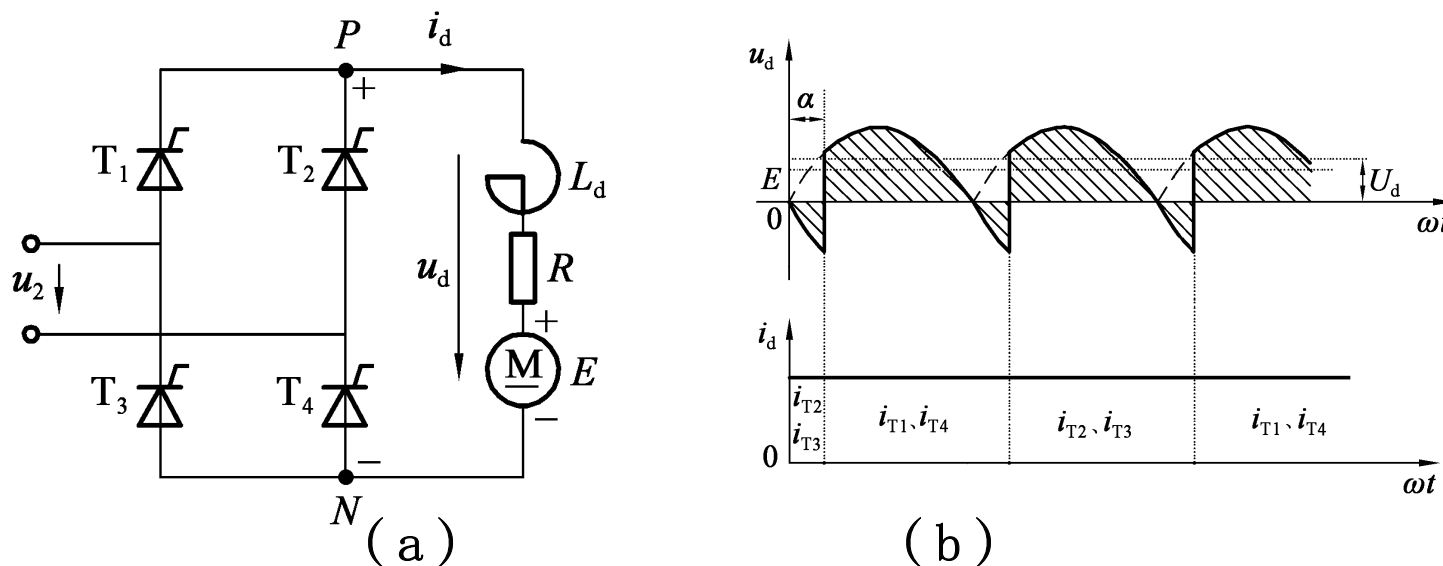 P
i_d
+
T_1
T_2
L_d
u_2
u_d
R
+
M
E
T_3
T_4
−
−
N
(a)
u_d
α
E
U_d
0
ωt
i_d
i_T2
i_T3
i_T1、i_T4
i_T2、i_T3
i_T1、i_T4
0
ωt
(b)